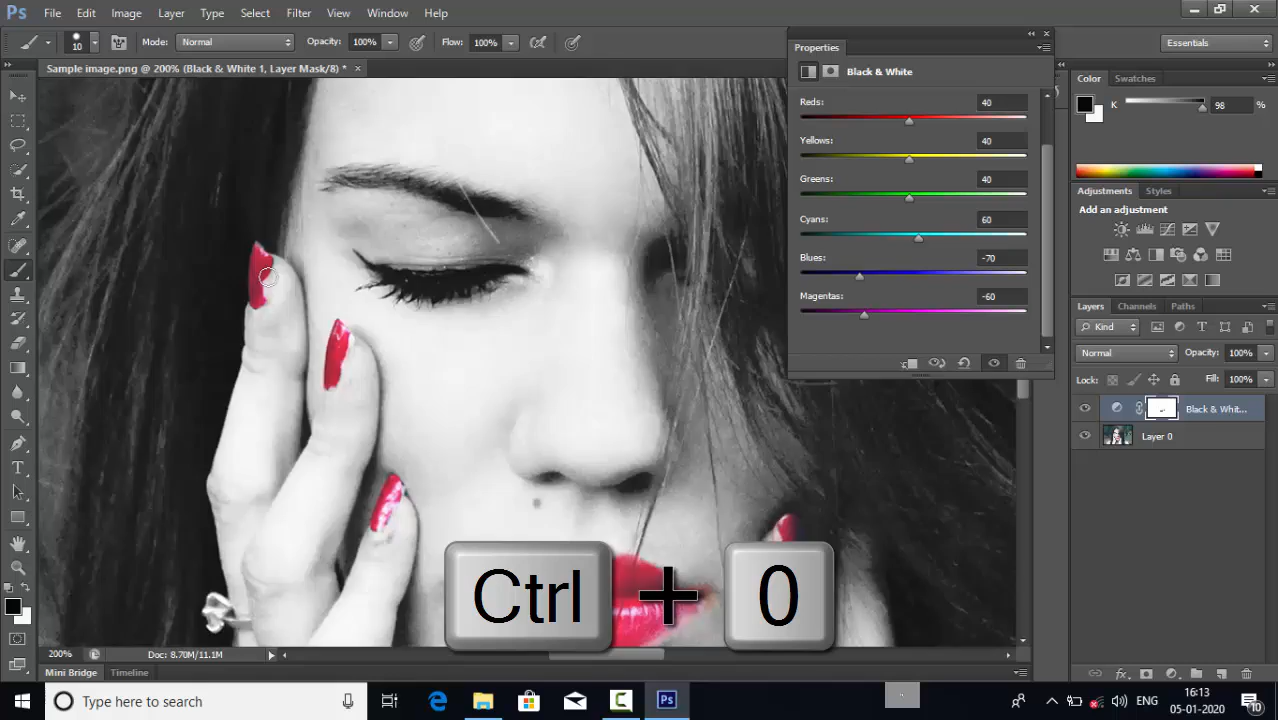 Ps File Edit Image Layer Type Select Filter View Window Help
10 Mode: Normal Opacity: 100% Flow: 100% Essentials
Sample image.png @ 200% (Black & White 1, Layer Mask/8) * ×
Properties
Black & White
Reds: 40
Yellows: 40
Greens: 40
Cyans: 60
Blues: -70
Magentas: -60
Color Swatches
K 98 %
Adjustments Styles
Add an adjustment
Layers Channels Paths
Kind
Normal Opacity: 100%
Lock: Fill: 100%
Black & Whit...
Layer 0
Ctrl + 0
200% Doc: 8.70M/11.1M
Mini Bridge Timeline
Type here to search
Ps
ENG
16:13
05-01-2020
10